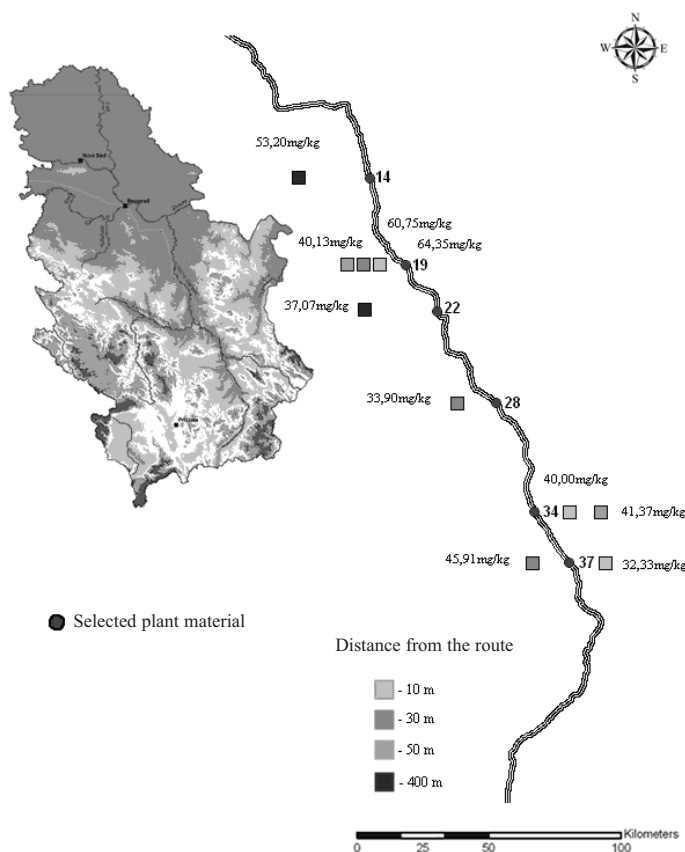 N
W E
S
53,20mg/kg
14
Novi Sad
60,75mg/kg
40,13mg/kg 64,35mg/kg
19
37,07mg/kg 22
33,90mg/kg 28
40,00mg/kg
34 41,37mg/kg
45,91mg/kg 37 32,33mg/kg
Selected plant material
Distance from the route
- 10 m
- 30 m
- 50 m
- 400 m
Kilometers
0 25 50 100